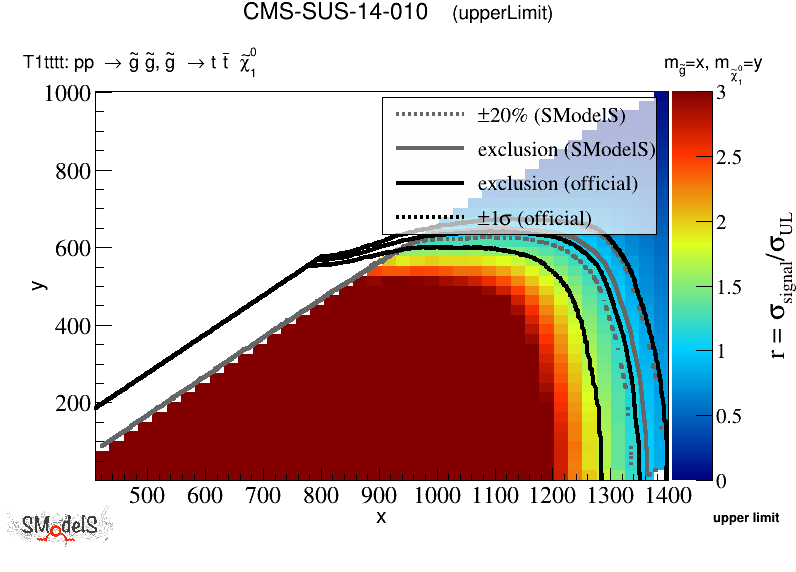 CMS-SUS-14-010 (upperLimit)
T1tttt: pp → g̃ g̃, g̃ → t t̄ χ̃₁⁰
m_g̃=x, m_χ̃₁⁰=y
±20% (SModelS)
exclusion (SModelS)
exclusion (official)
±1σ (official)
1000
800
600
400
200
y
500 600 700 800 900 1000 1100 1200 1300 1400
x
3
2.5
2
1.5
1
0.5
0
r = σ_signal/σ_UL
SModelS
upper limit